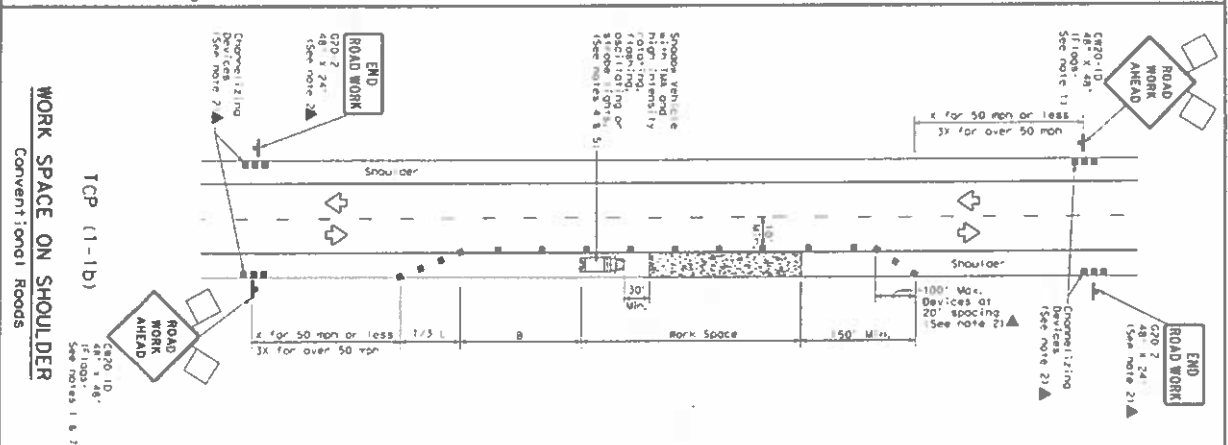 ROAD
WORK
AHEAD
CW20-1D
48" X 48"
(Flags-
See note 1)
x for 50 mph or less
3X for over 50 mph
END
ROAD WORK
G20-2
48" X 24"
(See note 2)▲
Channelizing
Devices
(See note 2)▲
Shadow Vehicle
with TMA and
high intensity
rotating,
flashing,
oscillating or
strobe lights.
(See notes 4 & 5)
Shoulder
10'
Min.
Shoulder
30'
Min.
100' Max.
Devices at
20' spacing
(See note 2)▲
x for 50 mph or less
3X for over 50 mph
1/3 L
B
Work Space
50' Min.
END
ROAD WORK
G20-2
48" X 24"
(See note 2)▲
Channelizing
Devices
(See note 2)▲
ROAD
WORK
AHEAD
CW20-1D
48" X 48"
(Flags-
See notes 1 & 7
TCP (1-1b)
WORK SPACE ON SHOULDER
Conventional Roads